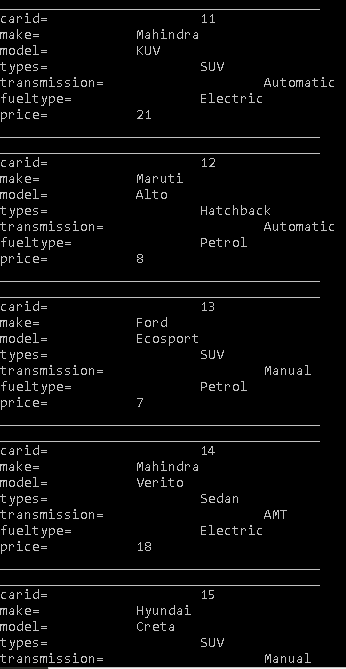 carid= 11
make= Mahindra
model= KUV
types= SUV
transmission= Automatic
fueltype= Electric
price= 21
carid= 12
make= Maruti
model= Alto
types= Hatchback
transmission= Automatic
fueltype= Petrol
price= 8
carid= 13
make= Ford
model= Ecosport
types= SUV
transmission= Manual
fueltype= Petrol
price= 7
carid= 14
make= Mahindra
model= Verito
types= Sedan
transmission= AMT
fueltype= Electric
price= 18
carid= 15
make= Hyundai
model= Creta
types= SUV
transmission= Manual